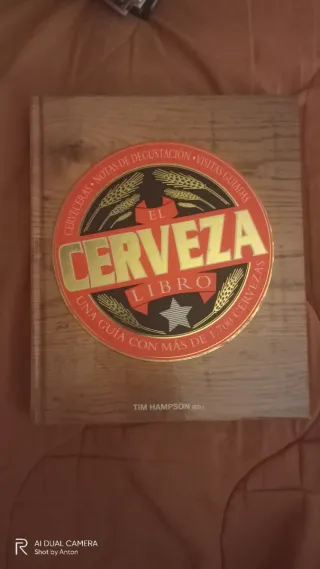 CERVECERAS • NOTAS DE DEGUSTACIÓN • VISITAS GUIADAS
EL
CERVEZA
LIBRO
UNA GUÍA CON MÁS DE 1.700 CERVEZAS
TIM HAMPSON (ED.)
AI DUAL CAMERA
Shot by Anton